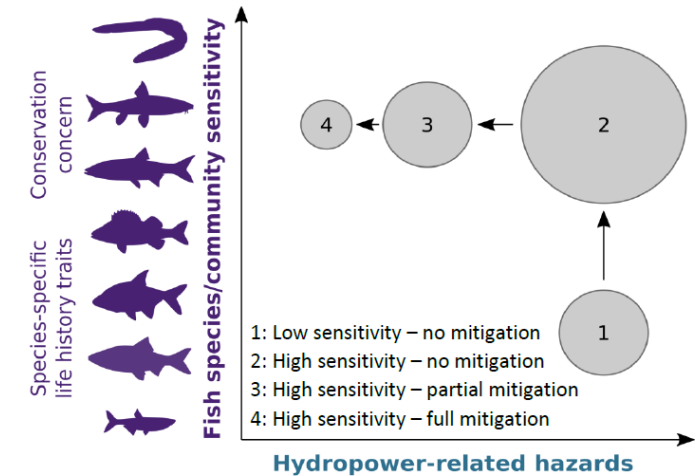 Conservation
concern
Species-specific
life history traits
Fish species/community sensitivity
4
3
2
1
1: Low sensitivity – no mitigation
2: High sensitivity – no mitigation
3: High sensitivity – partial mitigation
4: High sensitivity – full mitigation
Hydropower-related hazards